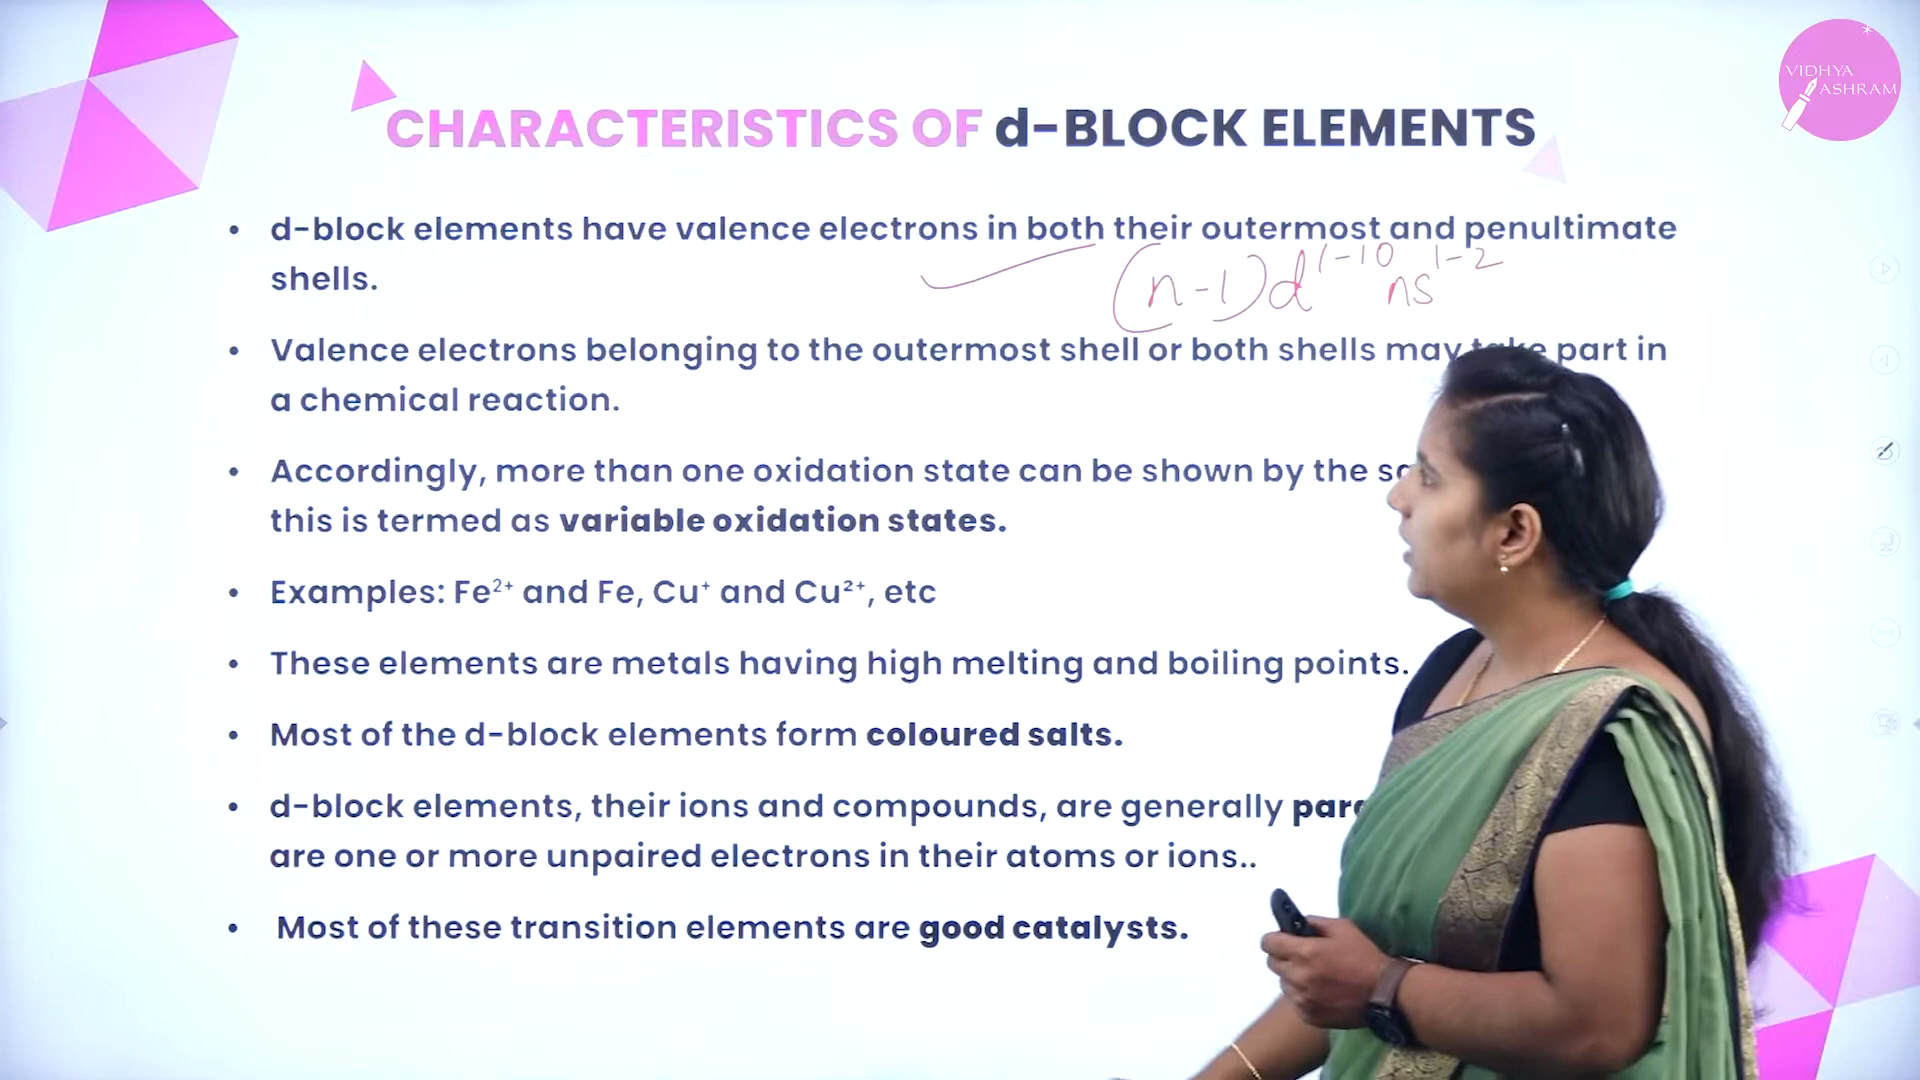 VIDHYA
ASHRAM
CHARACTERISTICS OF d-BLOCK ELEMENTS
• d-block elements have valence electrons in both their outermost and penultimate
shells.
(n-1)d¹⁻¹⁰ ns¹⁻²
• Valence electrons belonging to the outermost shell or both shells may take part in
a chemical reaction.
• Accordingly, more than one oxidation state can be shown by the
this is termed as variable oxidation states.
• Examples: Fe²⁺ and Fe, Cu⁺ and Cu²⁺, etc
• These elements are metals having high melting and boiling points.
• Most of the d-block elements form coloured salts.
• d-block elements, their ions and compounds, are generally
are one or more unpaired electrons in their atoms or ions..
• Most of these transition elements are good catalysts.